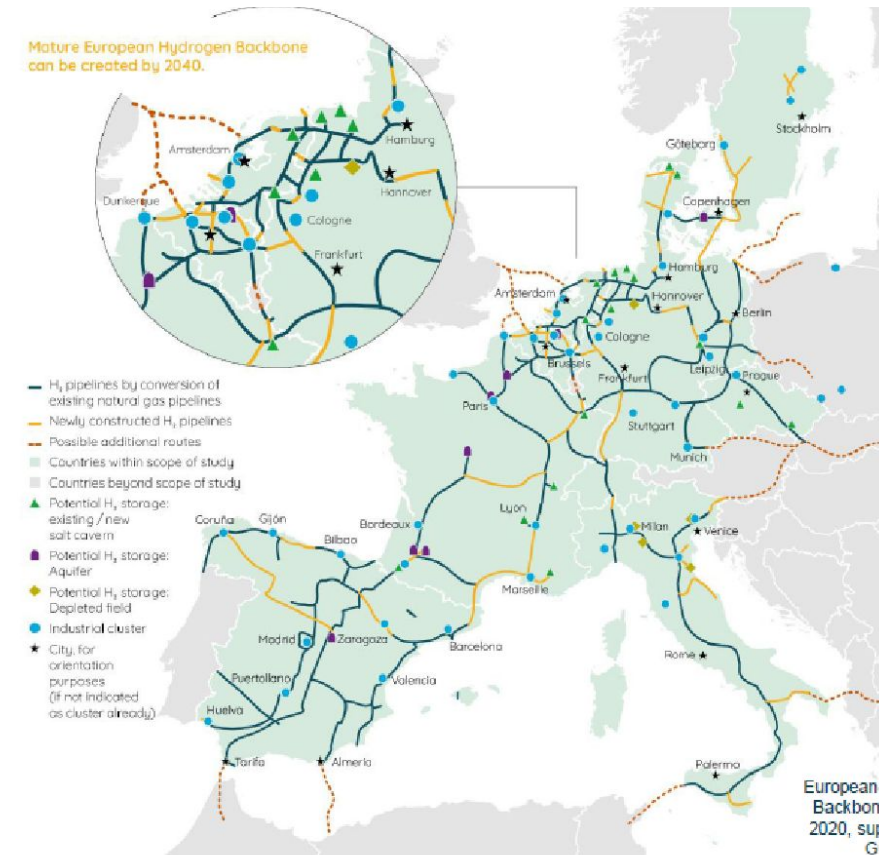 Mature European Hydrogen Backbone
can be created by 2040.
Amsterdam
Hamburg
Dunkerque
Hannover
Cologne
Frankfurt
H₂ pipelines by conversion of
existing natural gas pipelines
Newly constructed H₂ pipelines
Possible additional routes
Countries within scope of study
Countries beyond scope of study
Potential H₂ storage:
existing / new
salt cavern
Potential H₂ storage:
Aquifer
Potential H₂ storage:
Depleted field
Industrial cluster
City, for
orientation
purposes
(if not indicated
as cluster already)
Stockholm
Göteborg
Copenhagen
Hamburg
Amsterdam
Hannover
Berlin
Cologne
Brussels
Leipzig
Frankfurt
Prague
Paris
Stuttgart
Munich
Lyon
Milan
Venice
Coruña
Gijón
Bordeaux
Bilbao
Marseille
Madrid
Zaragoza
Barcelona
Rome
Puertollano
Valencia
Huelva
Tarifa
Almería
Palermo
European
Backbon
2020, sup
G